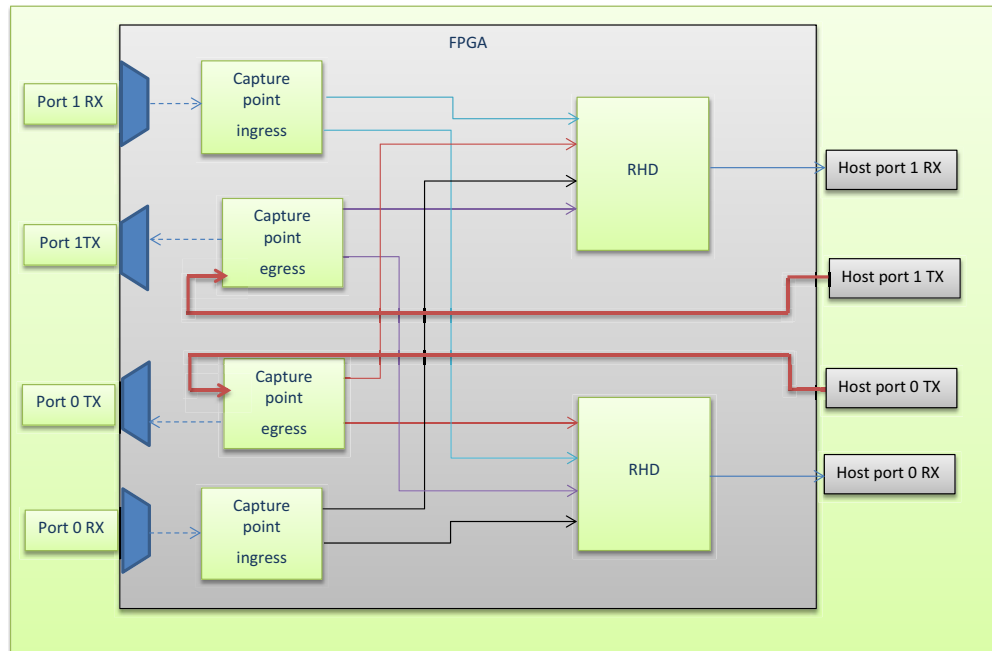 FPGA
Port 1 RX
Capture
point
ingress
RHD
Host port 1 RX
Port 1TX
Capture
point
egress
Host port 1 TX
Port 0 TX
Capture
point
egress
Host port 0 TX
RHD
Host port 0 RX
Port 0 RX
Capture
point
ingress